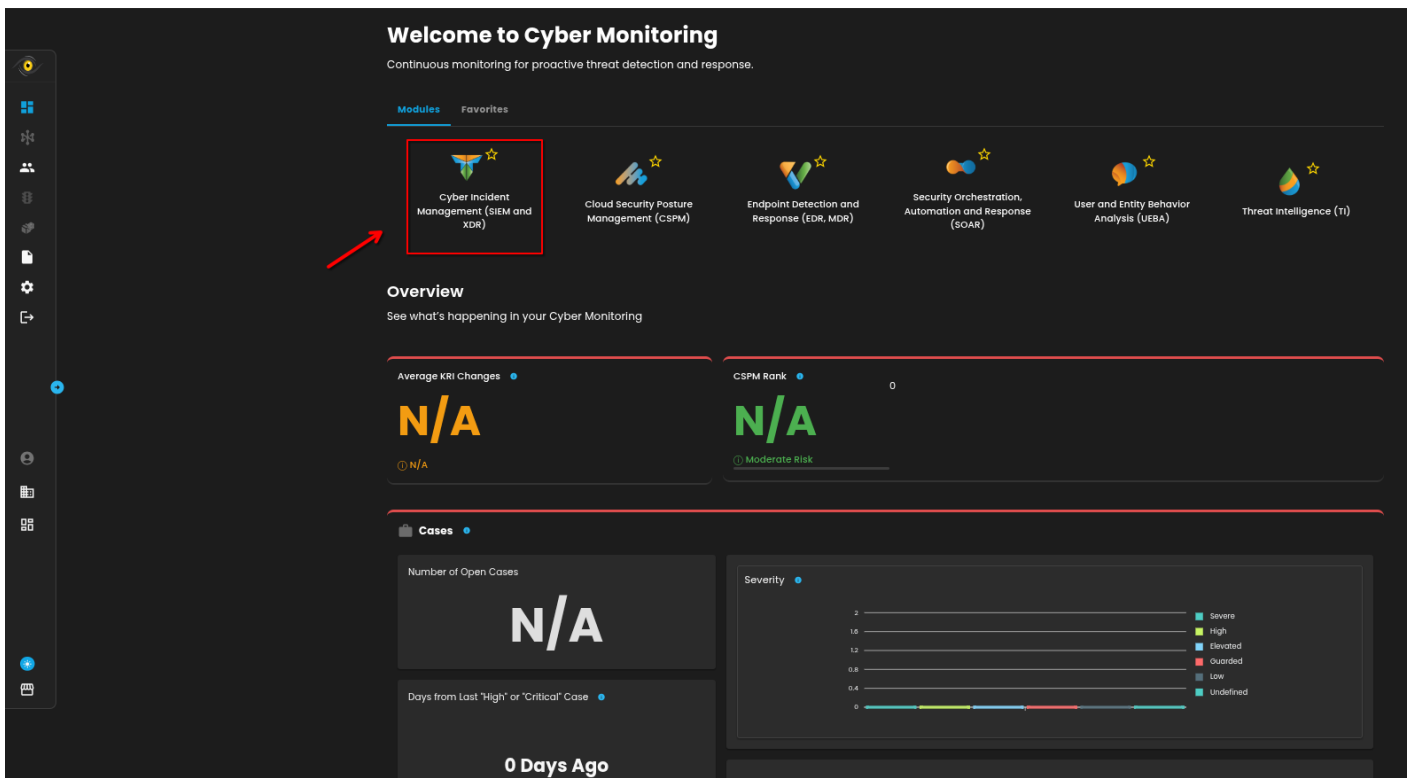 Welcome to Cyber Monitoring
Continuous monitoring for proactive threat detection and response.
Modules
Favorites
Cyber Incident
Management (SIEM and
XDR)
Cloud Security Posture
Management (CSPM)
Endpoint Detection and
Response (EDR, MDR)
Security Orchestration,
Automation and Response
(SOAR)
User and Entity Behavior
Analysis (UEBA)
Threat Intelligence (TI)
Overview
See what's happening in your Cyber Monitoring
Average KRI Changes
N/A
N/A
CSPM Rank
0
N/A
Moderate Risk
Cases
Number of Open Cases
N/A
Days from Last "High" or "Critical" Case
0 Days Ago
Severity
2
1.6
1.2
0.8
0.4
0
Severe
High
Elevated
Guarded
Low
Undefined